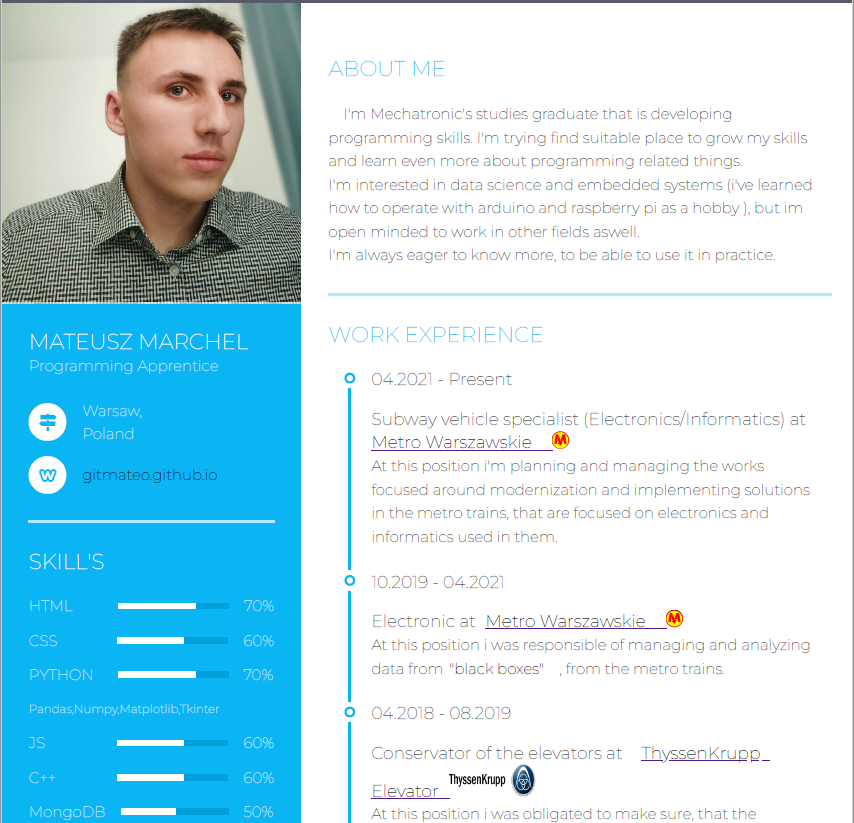 MATEUSZ MARCHEL
Programming Apprentice
Warsaw,
Poland
gitmateo.github.io
SKILL'S
HTML 70%
CSS 60%
PYTHON 70%
Pandas,Numpy,Matplotlib,Tkinter
JS 60%
C++ 60%
MongoDB 50%
ABOUT ME
I'm Mechatronic's studies graduate that is developing
programming skills. I'm trying find suitable place to grow my skills
and learn even more about programming related things.
I'm interested in data science and embedded systems (i've learned
how to operate with arduino and raspberry pi as a hobby ), but im
open minded to work in other fields aswell.
I'm always eager to know more, to be able to use it in practice.
WORK EXPERIENCE
04.2021 - Present
Subway vehicle specialist (Electronics/Informatics) at
Metro Warszawskie M
At this position i'm planning and managing the works
focused around modernization and implementing solutions
in the metro trains, that are focused on electronics and
informatics used in them.
10.2019 - 04.2021
Electronic at Metro Warszawskie M
At this position i was responsible of managing and analyzing
data from "black boxes" , from the metro trains.
04.2018 - 08.2019
Conservator of the elevators at ThyssenKrupp
Elevator ThyssenKrupp
At this position i was obligated to make sure, that the